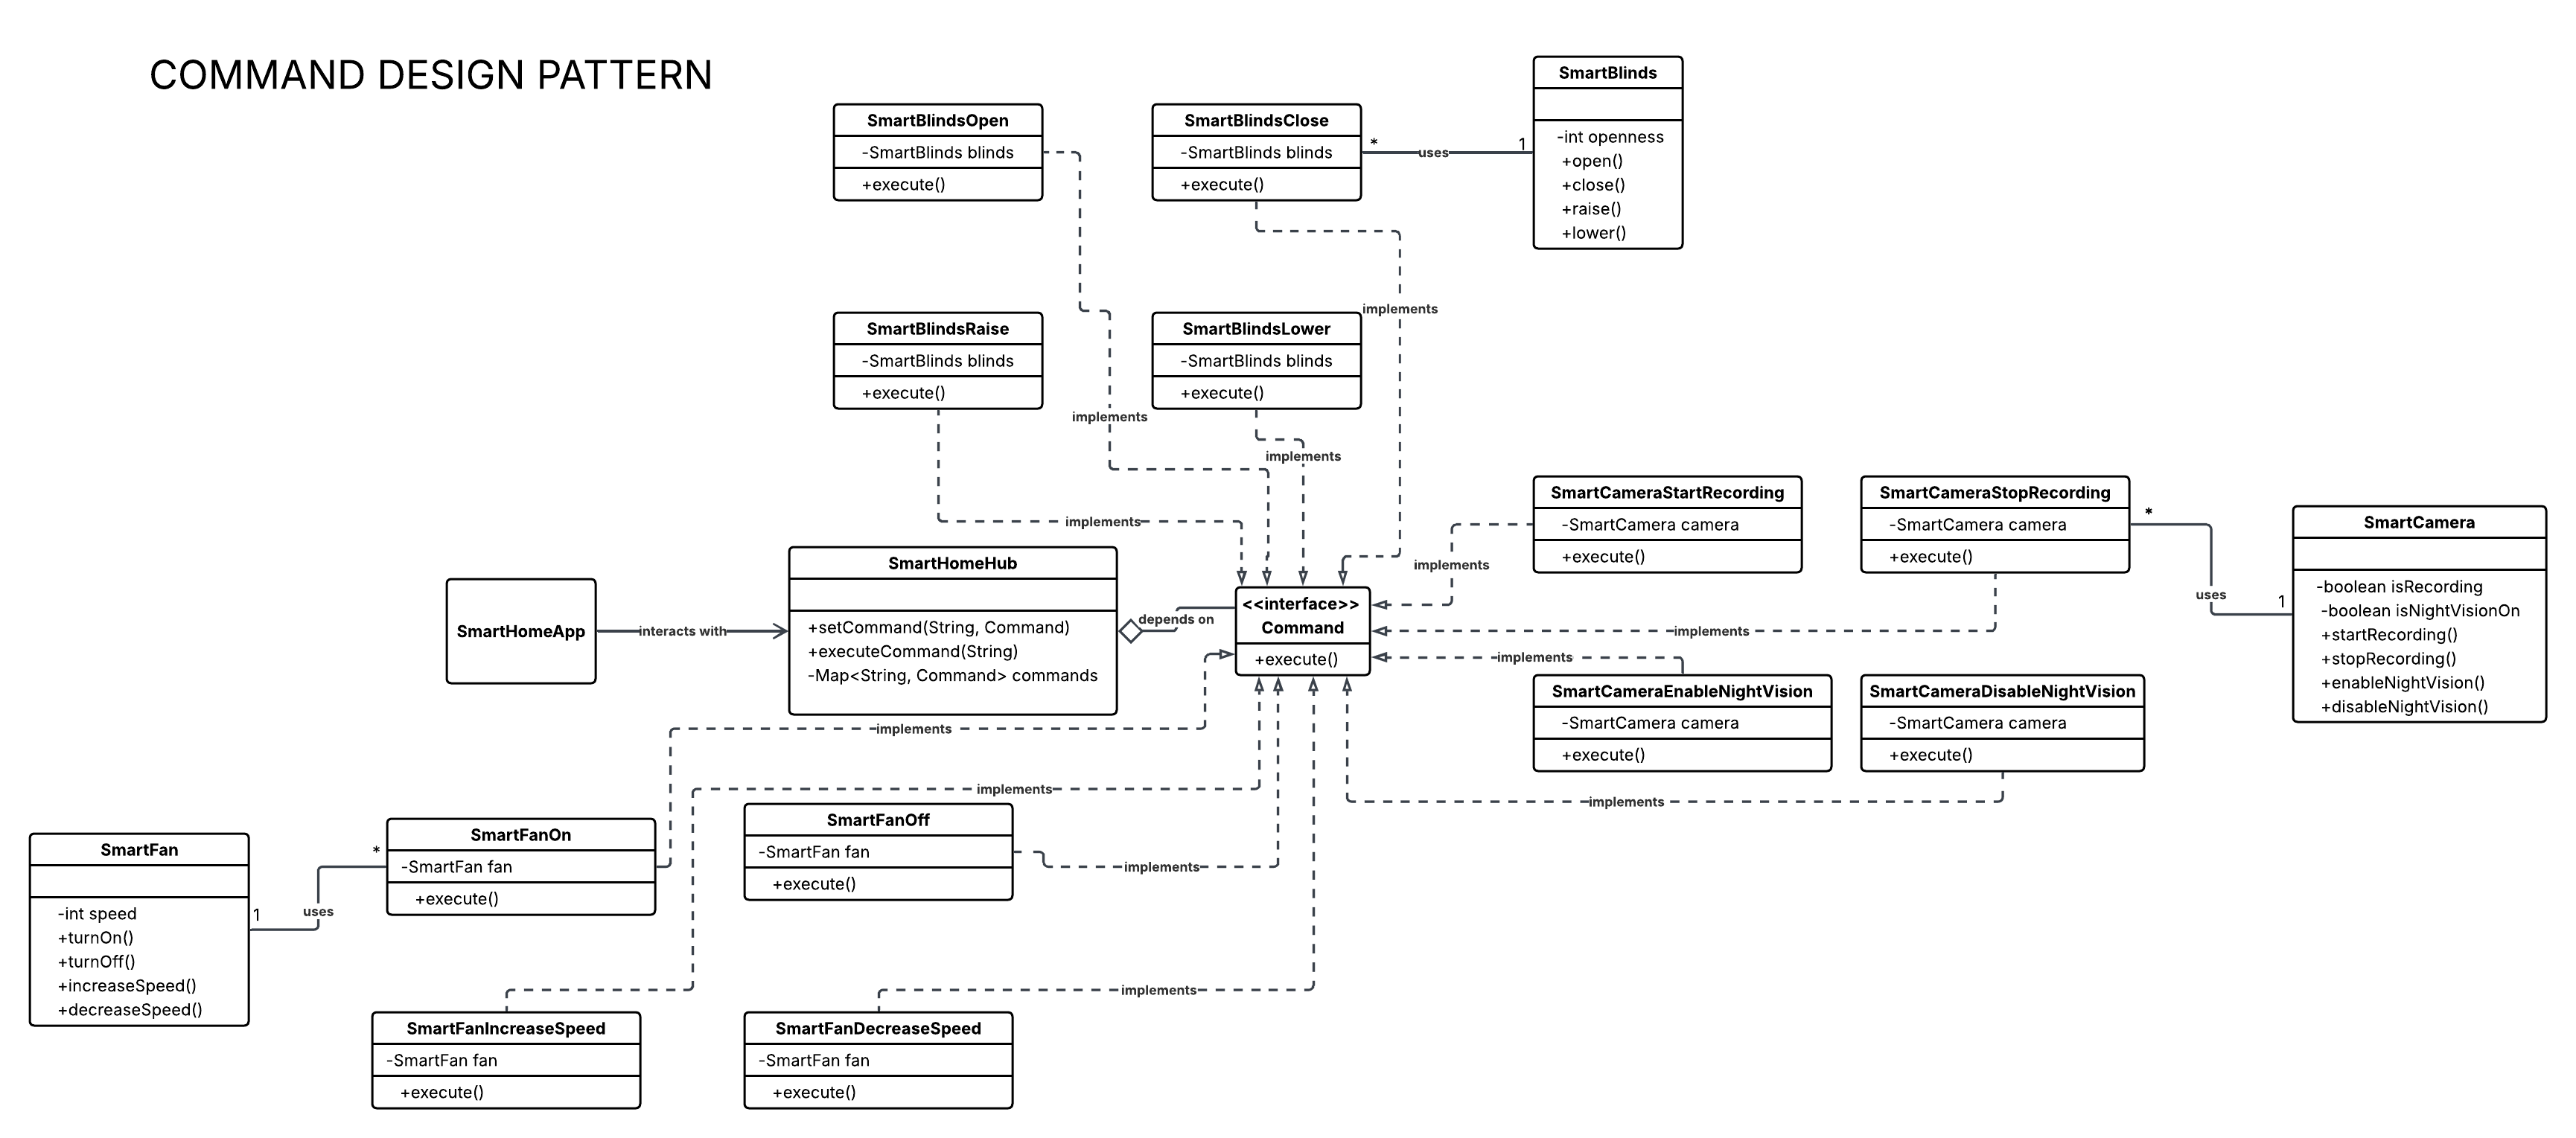 COMMAND DESIGN PATTERN
SmartBlinds
-int openness
+open()
+close()
+raise()
+lower()
SmartBlindsOpen
-SmartBlinds blinds
+execute()
SmartBlindsClose
-SmartBlinds blinds
+execute()
*
uses
1
implements
SmartBlindsRaise
-SmartBlinds blinds
+execute()
SmartBlindsLower
-SmartBlinds blinds
+execute()
implements
implements
implements
SmartCameraStartRecording
-SmartCamera camera
+execute()
SmartCameraStopRecording
-SmartCamera camera
+execute()
*
uses
1
SmartCamera
-boolean isRecording
-boolean isNightVisionOn
+startRecording()
+stopRecording()
+enableNightVision()
+disableNightVision()
implements
SmartHomeApp
interacts with
SmartHomeHub
+setCommand(String, Command)
+executeCommand(String)
-Map<String, Command> commands
depends on
<<interface>>
Command
+execute()
implements
implements
SmartCameraEnableNightVision
-SmartCamera camera
+execute()
SmartCameraDisableNightVision
-SmartCamera camera
+execute()
implements
implements
implements
SmartFan
-int speed
+turnOn()
+turnOff()
+increaseSpeed()
+decreaseSpeed()
1
uses
*
SmartFanOn
-SmartFan fan
+execute()
SmartFanOff
-SmartFan fan
+execute()
implements
implements
SmartFanIncreaseSpeed
-SmartFan fan
+execute()
SmartFanDecreaseSpeed
-SmartFan fan
+execute()